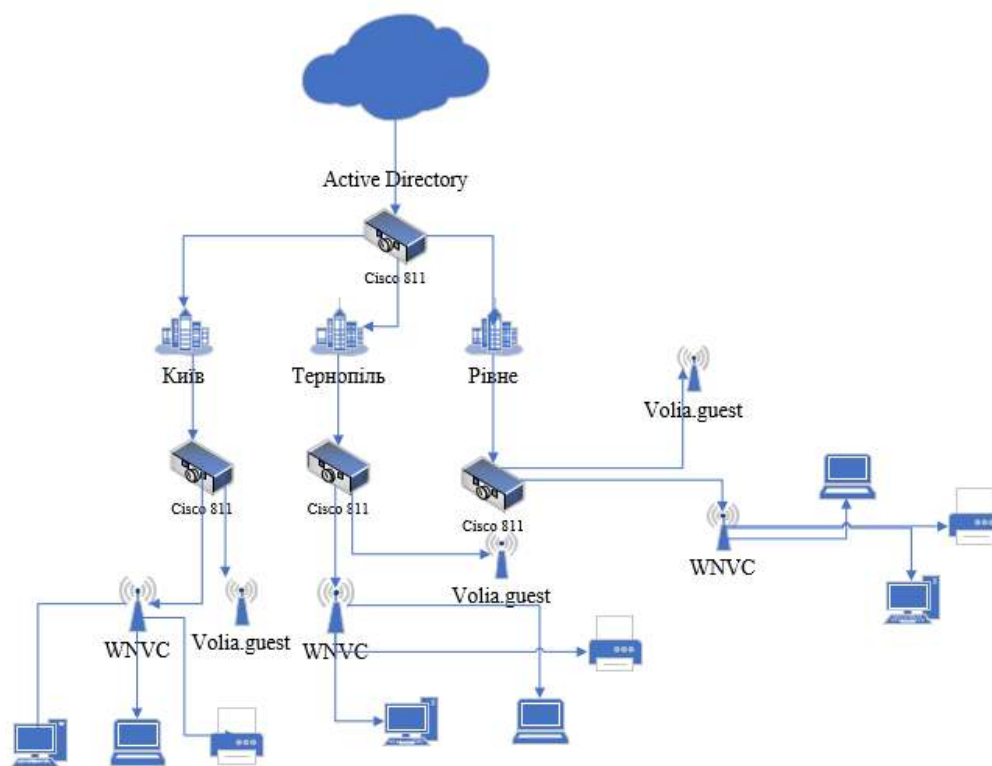 Active Directory
Cisco 811
Київ
Тернопіль
Рівне
Volia.guest
Cisco 811
Cisco 811
Cisco 811
WNVC
Volia.guest
Volia.guest
WNVC
WNVC